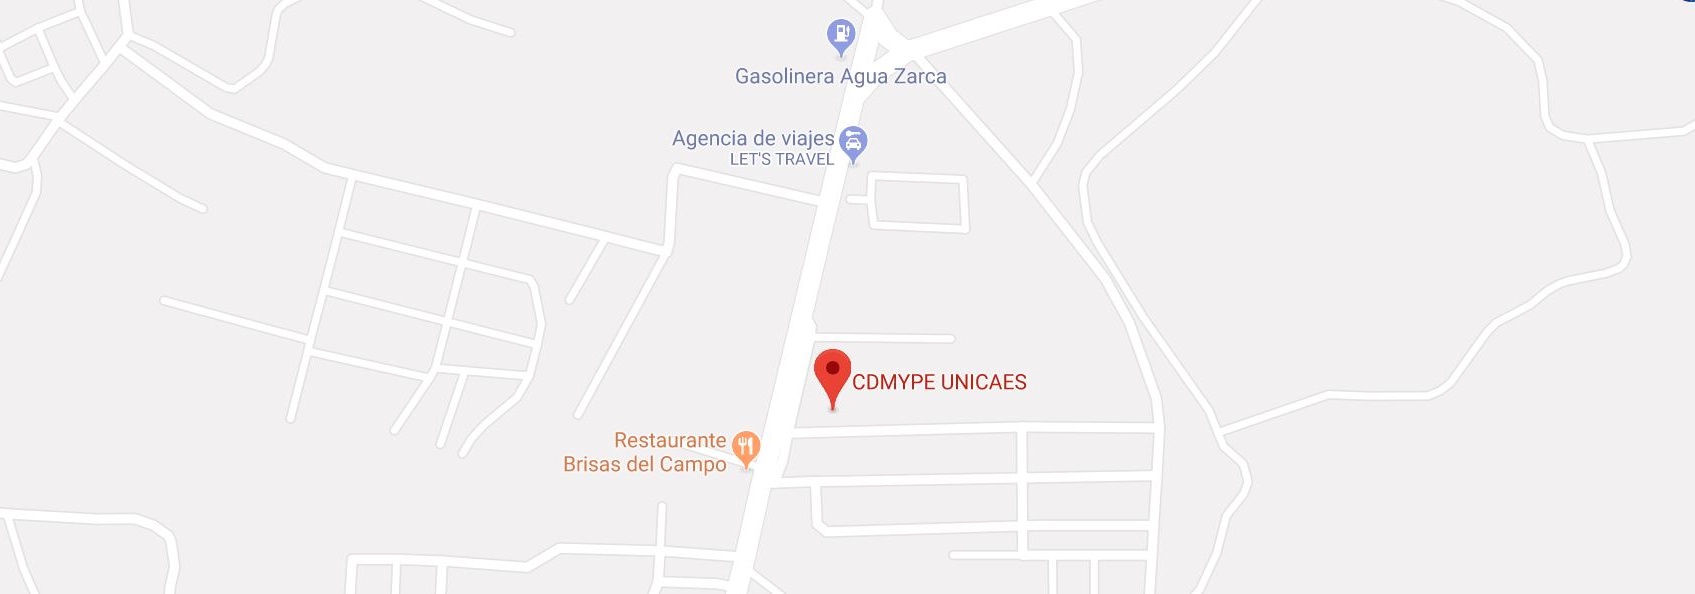 Gasolinera Agua Zarca
Agencia de viajes
LET'S TRAVEL
CDMYPE UNICAES
Restaurante
Brisas del Campo